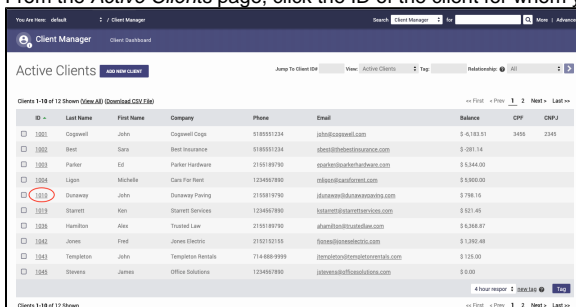 From the Active Clients page, click the ID of the client for whom y
You Are Here: default / Client Manager Search Client Manager for More | Advance
Client Manager Client Dashboard
Active Clients ADD NEW CLIENT Jump To Client ID# View: Active Clients Tag: Relationship: All
Clients 1-10 of 12 Shown (View All) (Download CSV File) << First < Prev 1 2 Next > Last >>
ID Last Name First Name Company Phone Email Balance CPF CNPJ
1001 Cogswell John Cogswell Cogs 5185551234 john@cogswell.com $ -6,183.51 3456 2345
1002 Best Sara Best Insurance 5185551234 sbest@thebestinsurance.com $ -281.14
1003 Parker Ed Parker Hardware 2155189790 eparker@parkerhardware.com $ 5,344.00
1004 Ligon Michelle Cars For Rent 1234567890 mligon@carsforrent.com $ 5,900.00
1010 Dunaway John Dunaway Paving 2155819790 jdunaway@dunawaypaving.com $ 798.16
1019 Starrett Ken Starrett Services 1234567890 kstarrett@starrettservices.com $ 521.45
1036 Hamilton Alex Trusted Law 2155189790 ahamilton@trustedlaw.com $ 6,368.87
1042 Jones Fred Jones Electric 2152152155 fjones@joneselectric.com $ 1,392.48
1043 Templeton John Templeton Rentals 714-888-9999 jtempleton@templetonrentals.com $ 125.00
1045 Stevens James Office Solutions 1234567890 jstevens@officesolutions.com $ 0.00
4 hour respor new tag Tag
Clients 1-10 of 12 Shown << First < Prev 1 2 Next > Last >>